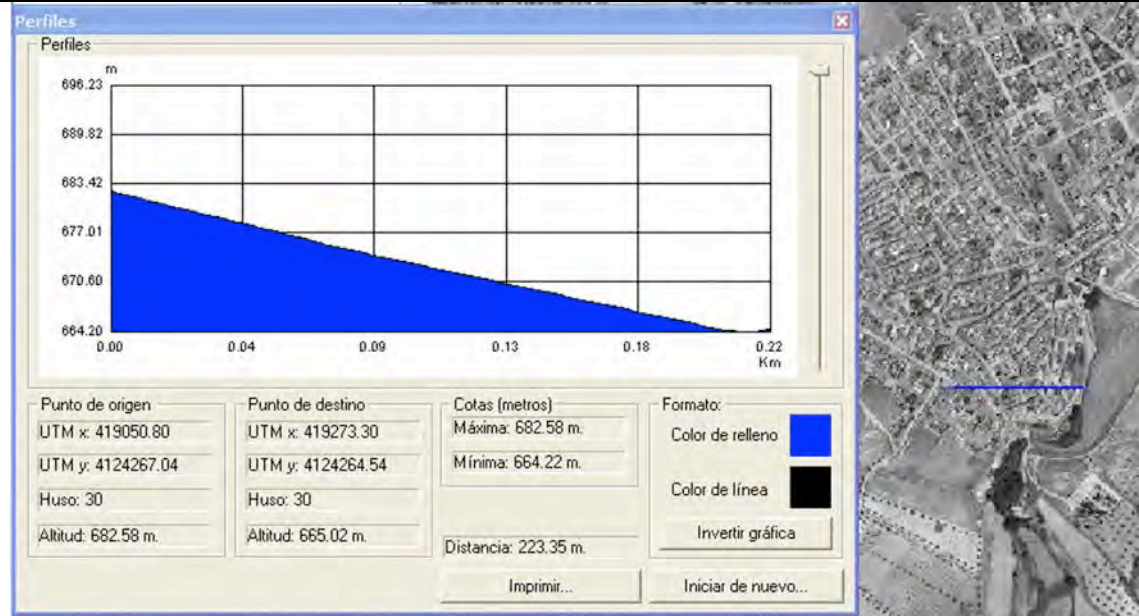 Perfiles
Perfiles
m
696.23
689.82
683.42
677.01
670.60
664.20
0.00 0.04 0.09 0.13 0.18 0.22
Km
Punto de origen
UTM x: 419050.80
UTM y: 4124267.04
Huso: 30
Altitud: 682.58 m.
Punto de destino
UTM x: 419273.30
UTM y: 4124264.54
Huso: 30
Altitud: 665.02 m.
Cotas (metros)
Máxima: 682.58 m.
Mínima: 664.22 m.
Distancia: 223.35 m.
Formato:
Color de relleno
Color de línea
Invertir gráfica
Imprimir...
Iniciar de nuevo...